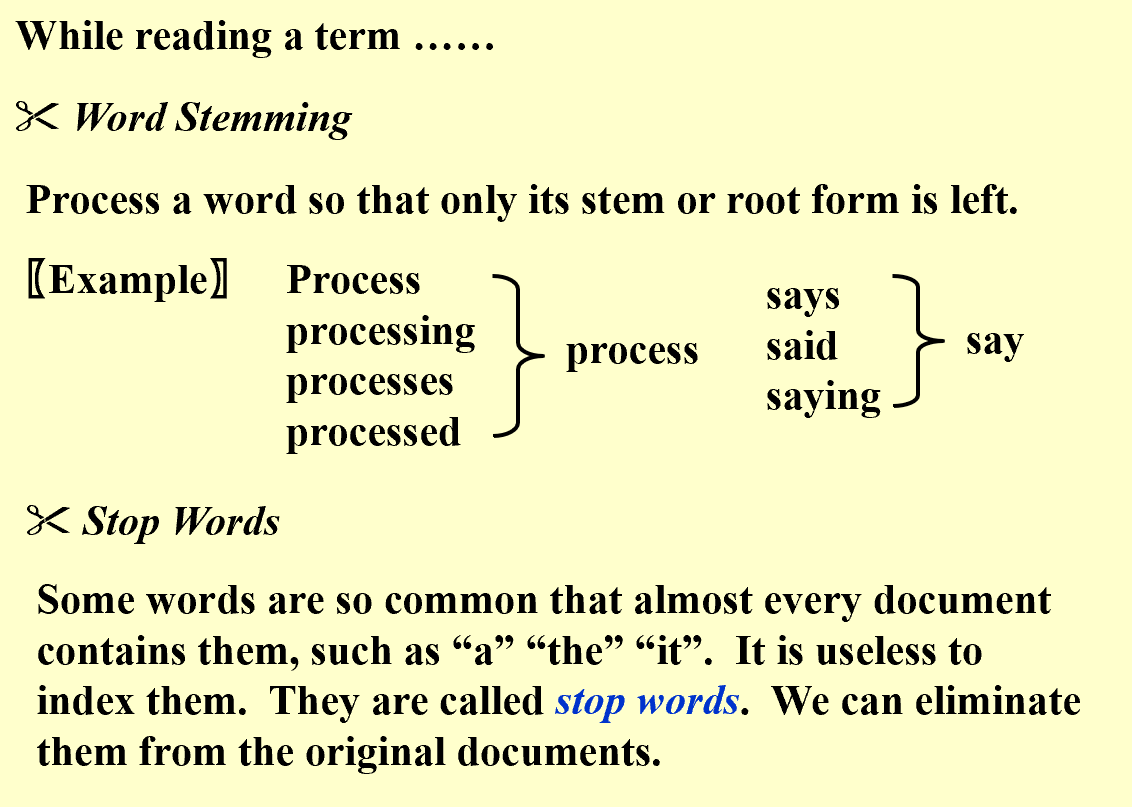 While reading a term ……
✂ Word Stemming
Process a word so that only its stem or root form is left.
〖Example〗
Process
processing
processes
processed
process
says
said
saying
say
✂ Stop Words
Some words are so common that almost every document
contains them, such as “a” “the” “it”.  It is useless to
index them.  They are called stop words.  We can eliminate
them from the original documents.